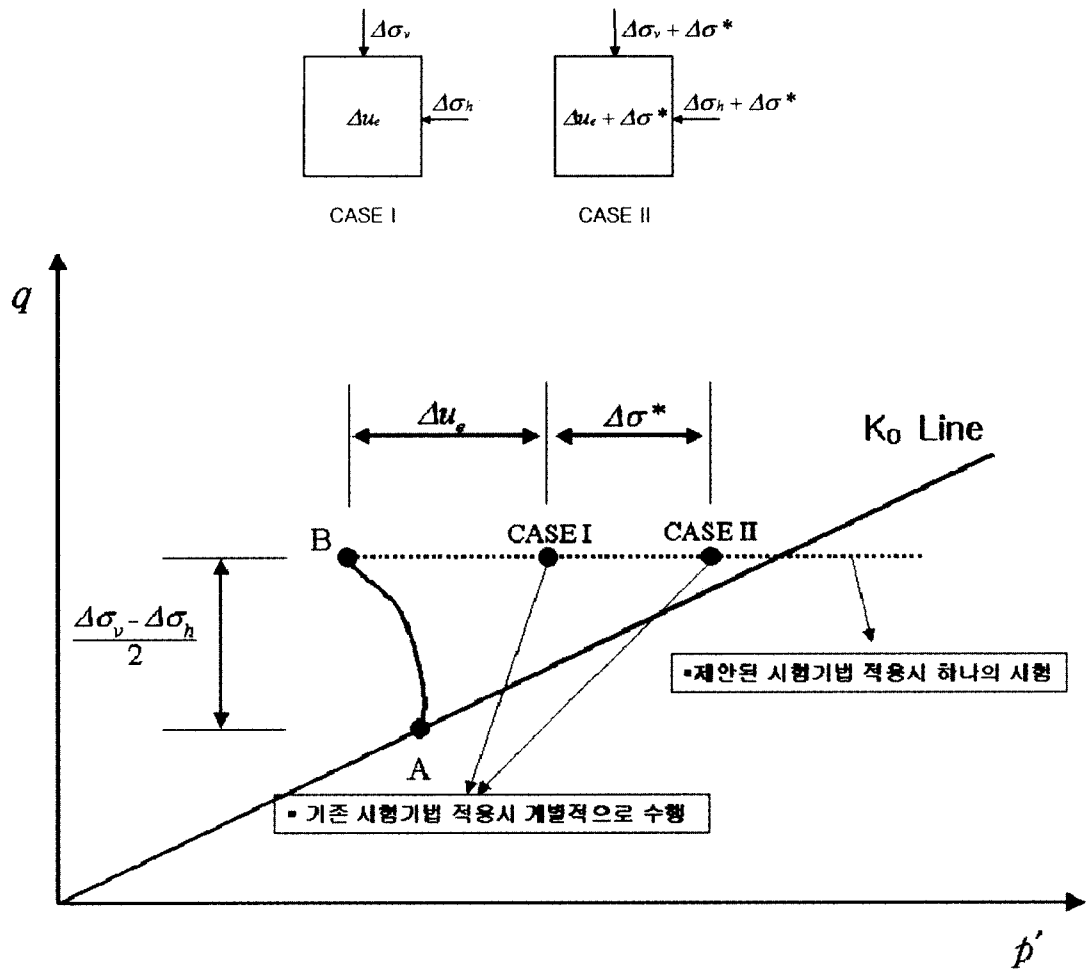 Δσv
Δσv + Δσ*
Δue
Δσh
Δue + Δσ*
Δσh + Δσ*
CASE I
CASE II
q
Δue
Δσ*
K₀ Line
B
CASE I
CASE II
Δσv - Δσh
2
▪제안된 시험기법 적용시 하나의 시험
A
▪ 기존 시험기법 적용시 개별적으로 수행
p′